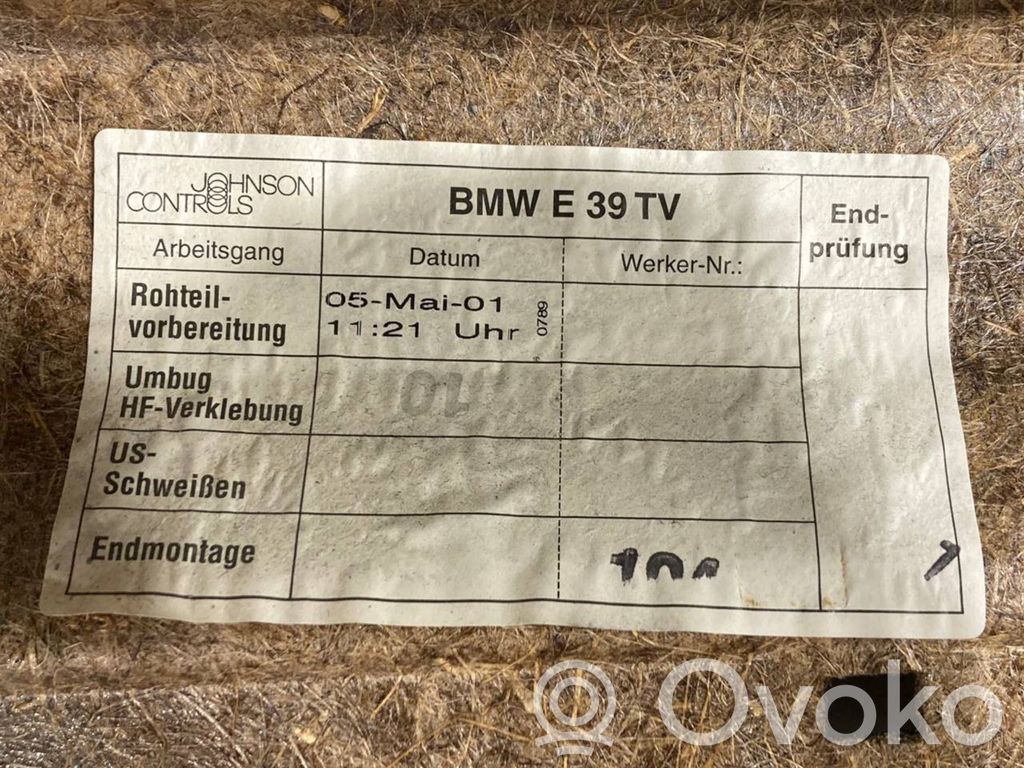 JOHNSON
CONTROLS
BMW E 39 TV
End-
prüfung
Arbeitsgang
Datum
Werker-Nr.:
Rohteil-
vorbereitung
05-Mai-01
11:21 Uhr
0789
Umbug
HF-Verklebung
US-
Schweißen
Endmontage
Ovoko